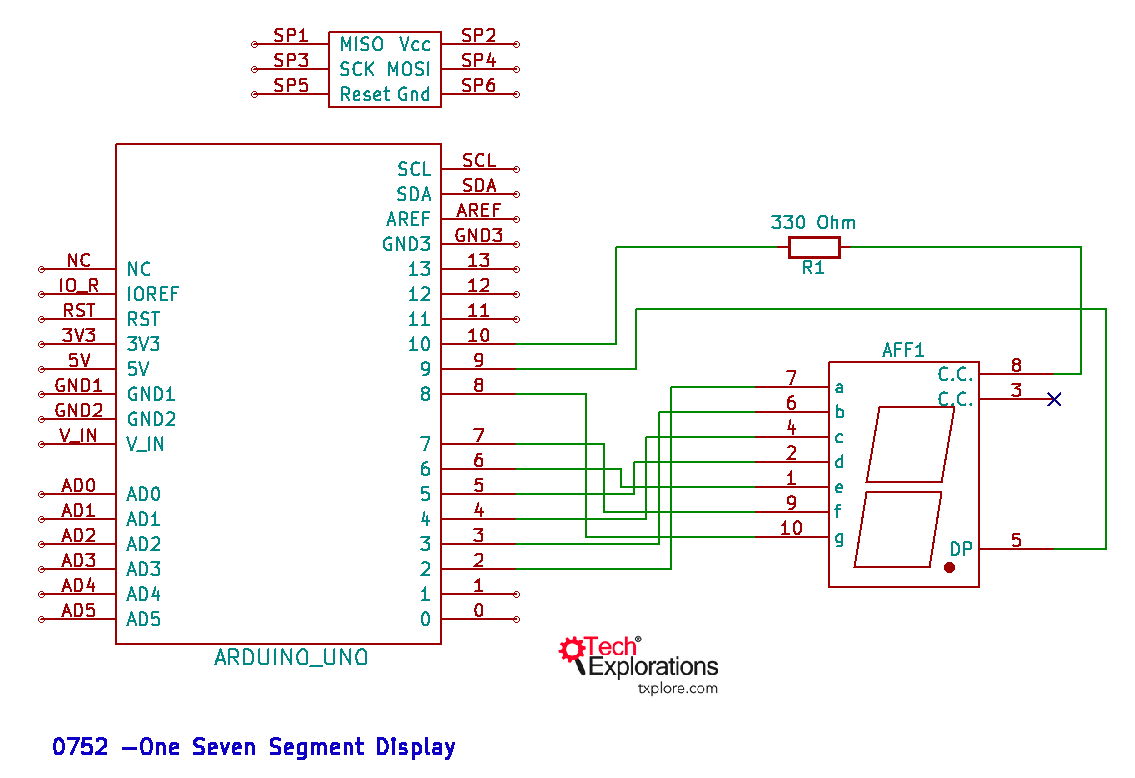 SP1 MISO Vcc SP2
SP3 SCK MOSI SP4
SP5 Reset Gnd SP6
SCL SCL
SDA SDA
AREF AREF
GND3 GND3
NC NC 13 13
IO_R IOREF 12 12
RST RST 11 11
3V3 3V3 10 10
5V 5V 9 9
GND1 GND1 8 8
GND2 GND2
V_IN V_IN 7 7
6 6
AD0 AD0 5 5
AD1 AD1 4 4
AD2 AD2 3 3
AD3 AD3 2 2
AD4 AD4 1 1
AD5 AD5 0 0
ARDUINO_UNO
330 Ohm
R1
AFF1
C.C. 8
C.C. 3
7 a
6 b
4 c
2 d
1 e
9 f
10 g
DP 5
Tech®
Explorations
txplore.com
0752 -One Seven Segment Display